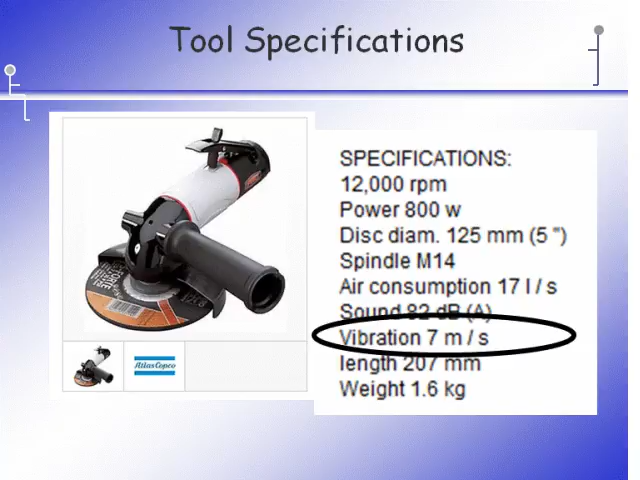 Tool Specifications
SPECIFICATIONS:
12,000 rpm
Power 800 w
Disc diam. 125 mm (5 ")
Spindle M14
Air consumption 17 l / s
Sound 82 dB (A)
Vibration 7 m / s
length 207 mm
Weight 1.6 kg
Atlas Copco